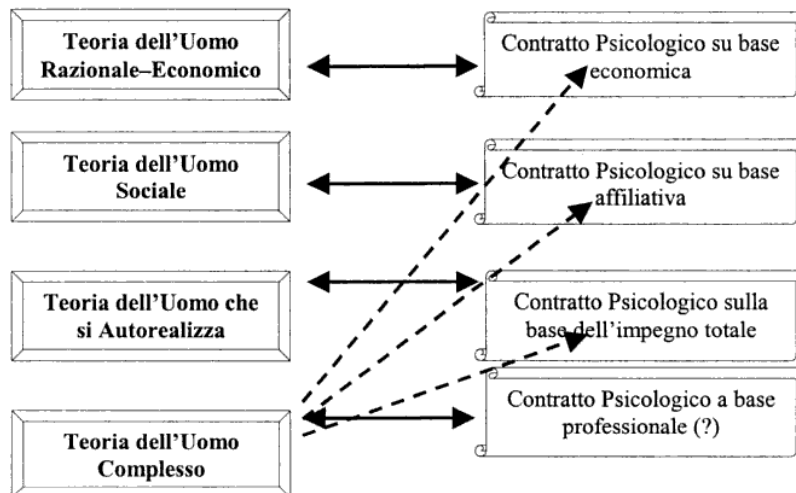 Teoria dell'Uomo
Razionale–Economico
Contratto Psicologico su base
economica
Teoria dell'Uomo
Sociale
Contratto Psicologico su base
affiliativa
Teoria dell'Uomo che
si Autorealizza
Contratto Psicologico sulla
base dell'impegno totale
Teoria dell'Uomo
Complesso
Contratto Psicologico a base
professionale (?)